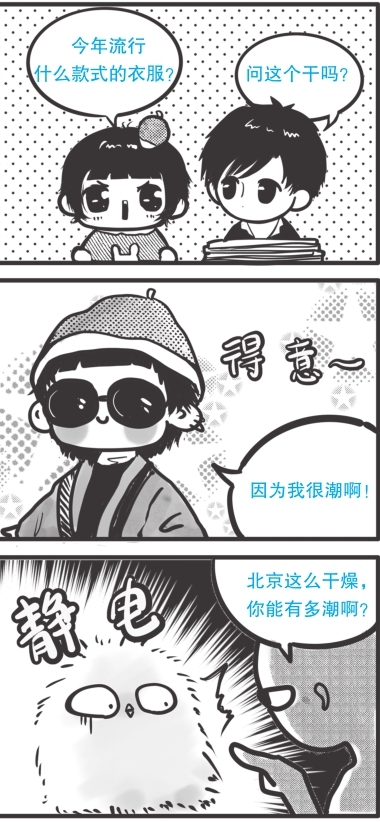 今年流行
什么款式的衣服?
问这个干吗?
得意~
因为我很潮啊!
静电
北京这么干燥，
你能有多潮啊?